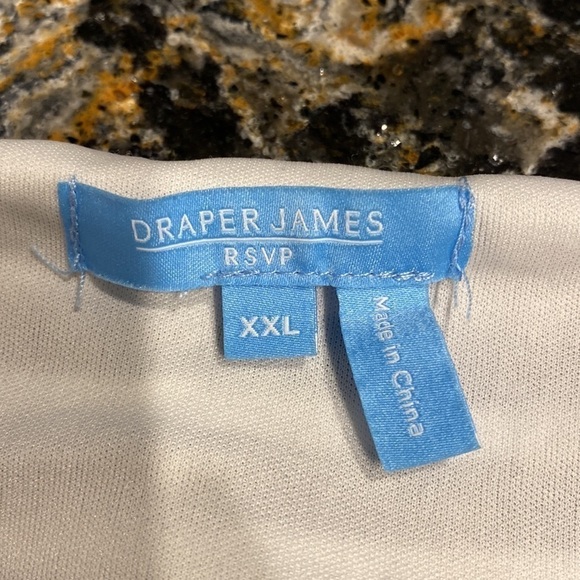 DRAPER JAMES
RSVP
XXL
Made in China